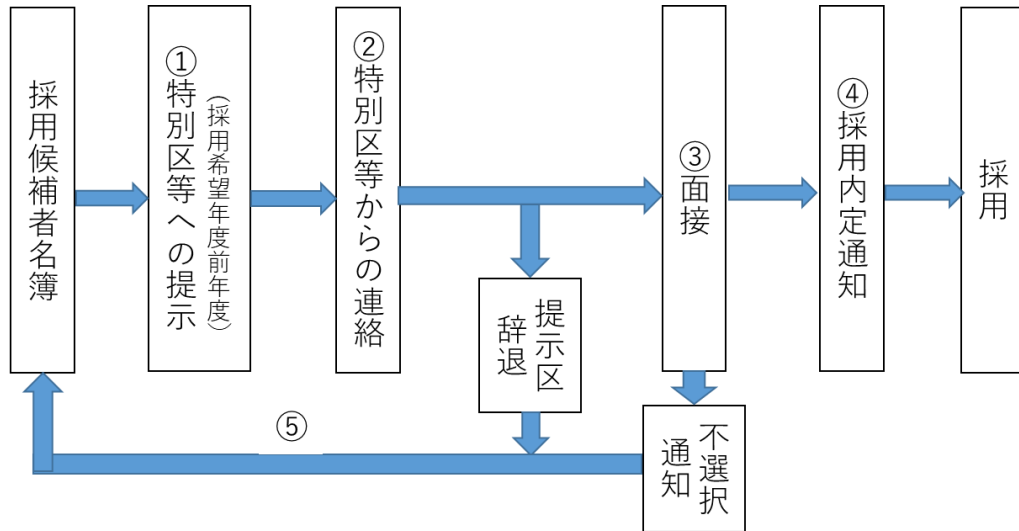 採用候補者名簿
①特別区等への提示
(採用希望年度前年度)
②特別区等からの連絡
提示区
辞退
③面接
不選択
通知
④採用内定通知
採用
⑤